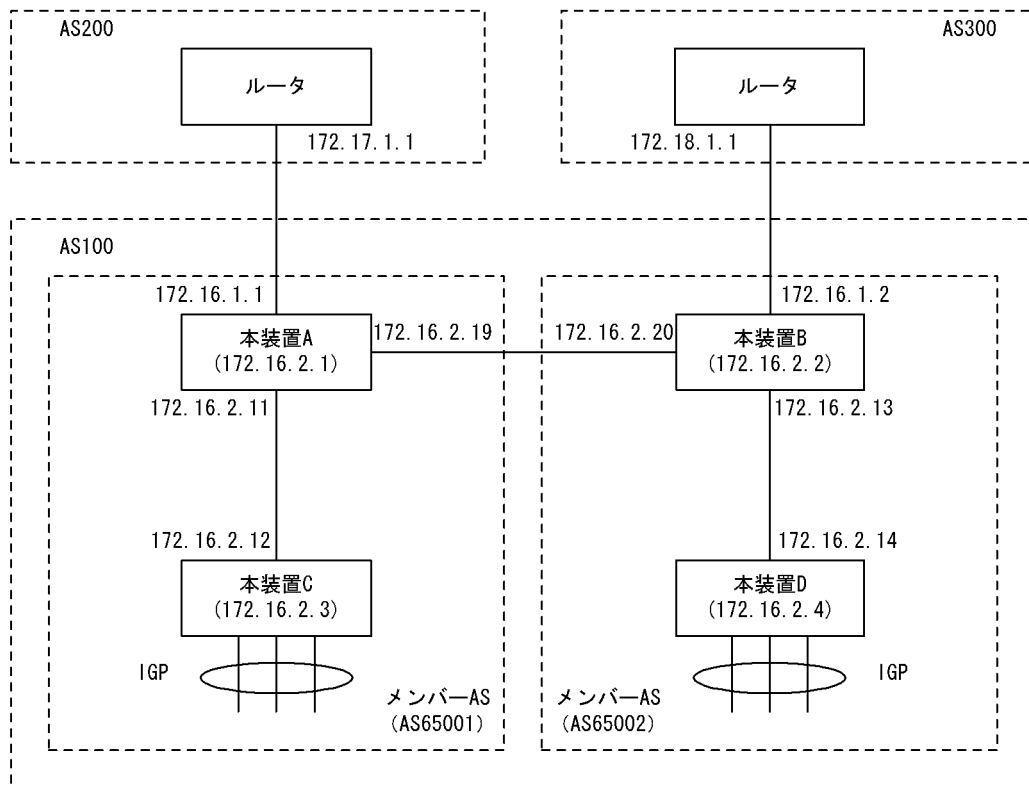 AS200
AS300
ルータ
ルータ
172.17.1.1
172.18.1.1
AS100
172.16.1.1
172.16.1.2
本装置A
(172.16.2.1)
172.16.2.19
172.16.2.20
本装置B
(172.16.2.2)
172.16.2.11
172.16.2.13
172.16.2.12
172.16.2.14
本装置C
(172.16.2.3)
本装置D
(172.16.2.4)
IGP
IGP
メンバーAS
(AS65001)
メンバーAS
(AS65002)